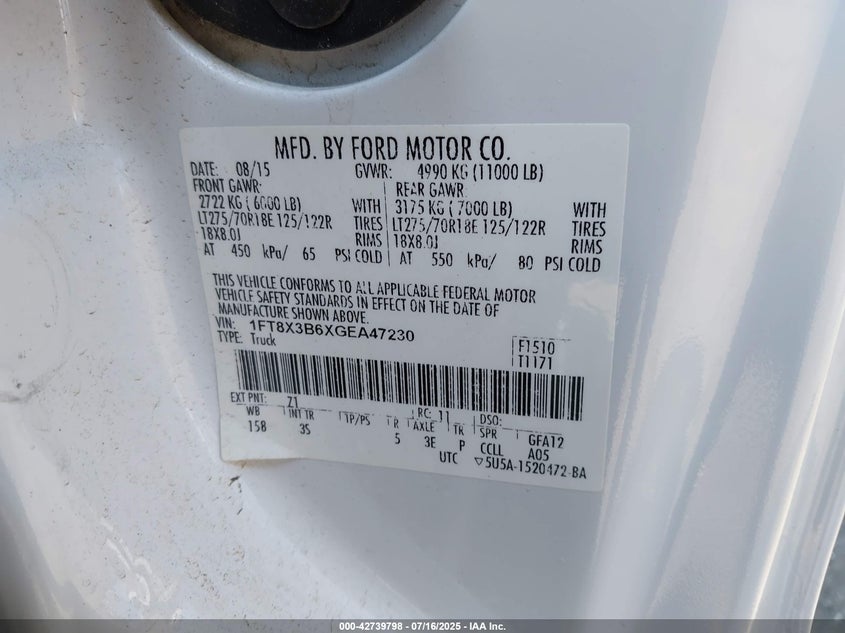 MFD. BY FORD MOTOR CO.
DATE: 08/15 GVWR: 4990 KG (11000 LB)
FRONT GAWR: REAR GAWR:
2722 KG ( 6000 LB) WITH 3175 KG ( 7000 LB) WITH
LT275/70R18E 125/122R TIRES LT275/70R18E 125/122R TIRES
18X8.0J RIMS 18X8.0J RIMS
AT 450 kPa/ 65 PSI COLD AT 550 kPa/ 80 PSI COLD
THIS VEHICLE CONFORMS TO ALL APPLICABLE FEDERAL MOTOR
VEHICLE SAFETY STANDARDS IN EFFECT ON THE DATE OF
MANUFACTURE SHOWN ABOVE.
VIN: 1FT8X3B6XGEA47230
TYPE: Truck
F1510
T1171
EXT PNT: Z1 RC: 11 DSO:
WB INT TR TP/PS R AXLE TR SPR GFA12
158 3S 5 3E P CCLL A05
UTC ▽5U5A-1520472-BA
000-42739798 - 07/16/2025 - IAA Inc.